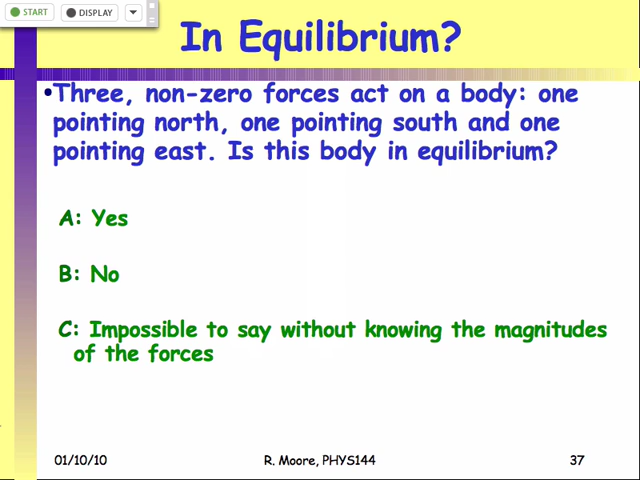 START DISPLAY
In Equilibrium?
•Three, non-zero forces act on a body: one
pointing north, one pointing south and one
pointing east. Is this body in equilibrium?
A: Yes
B: No
C: Impossible to say without knowing the magnitudes
of the forces
01/10/10 R. Moore, PHYS144 37